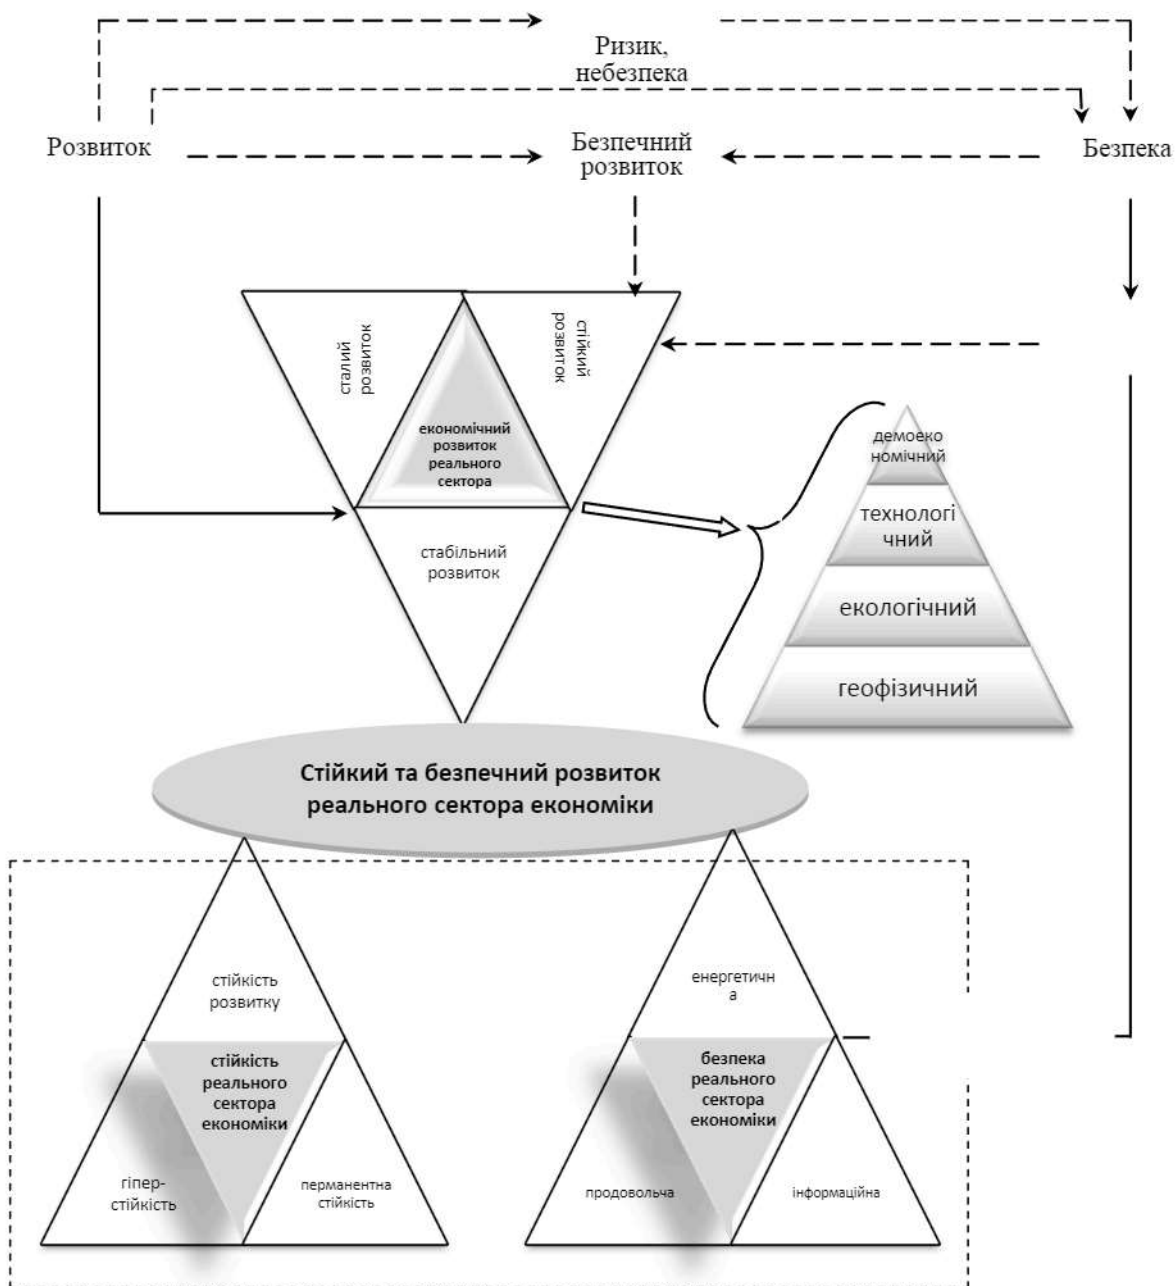 Ризик,
небезпека
Розвиток
Безпечний
розвиток
Безпека
сталий
розвиток
стійкий
розвиток
економічний
розвиток
реального
сектора
стабільний
розвиток
демоеко
номічний
технологі
чний
екологічний
геофізичний
Стійкий та безпечний розвиток
реального сектора економіки
стійкість
розвитку
стійкість
реального
сектора
економіки
гіпер-
стійкість
перманентна
стійкість
енергетичн
а
безпека
реального
сектора
економіки
продовольча
інформаційна